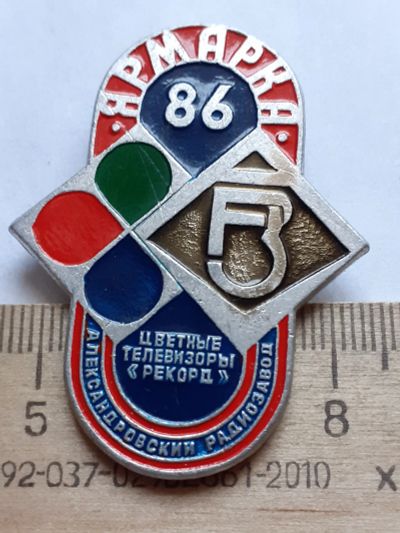 ЯРМАРКА
86
ЦВЕТНЫЕ
ТЕЛЕВИЗОРЫ
«РЕКОРД»
АЛЕКСАНДРОВСКИЙ РАДИОЗАВОД
5 8